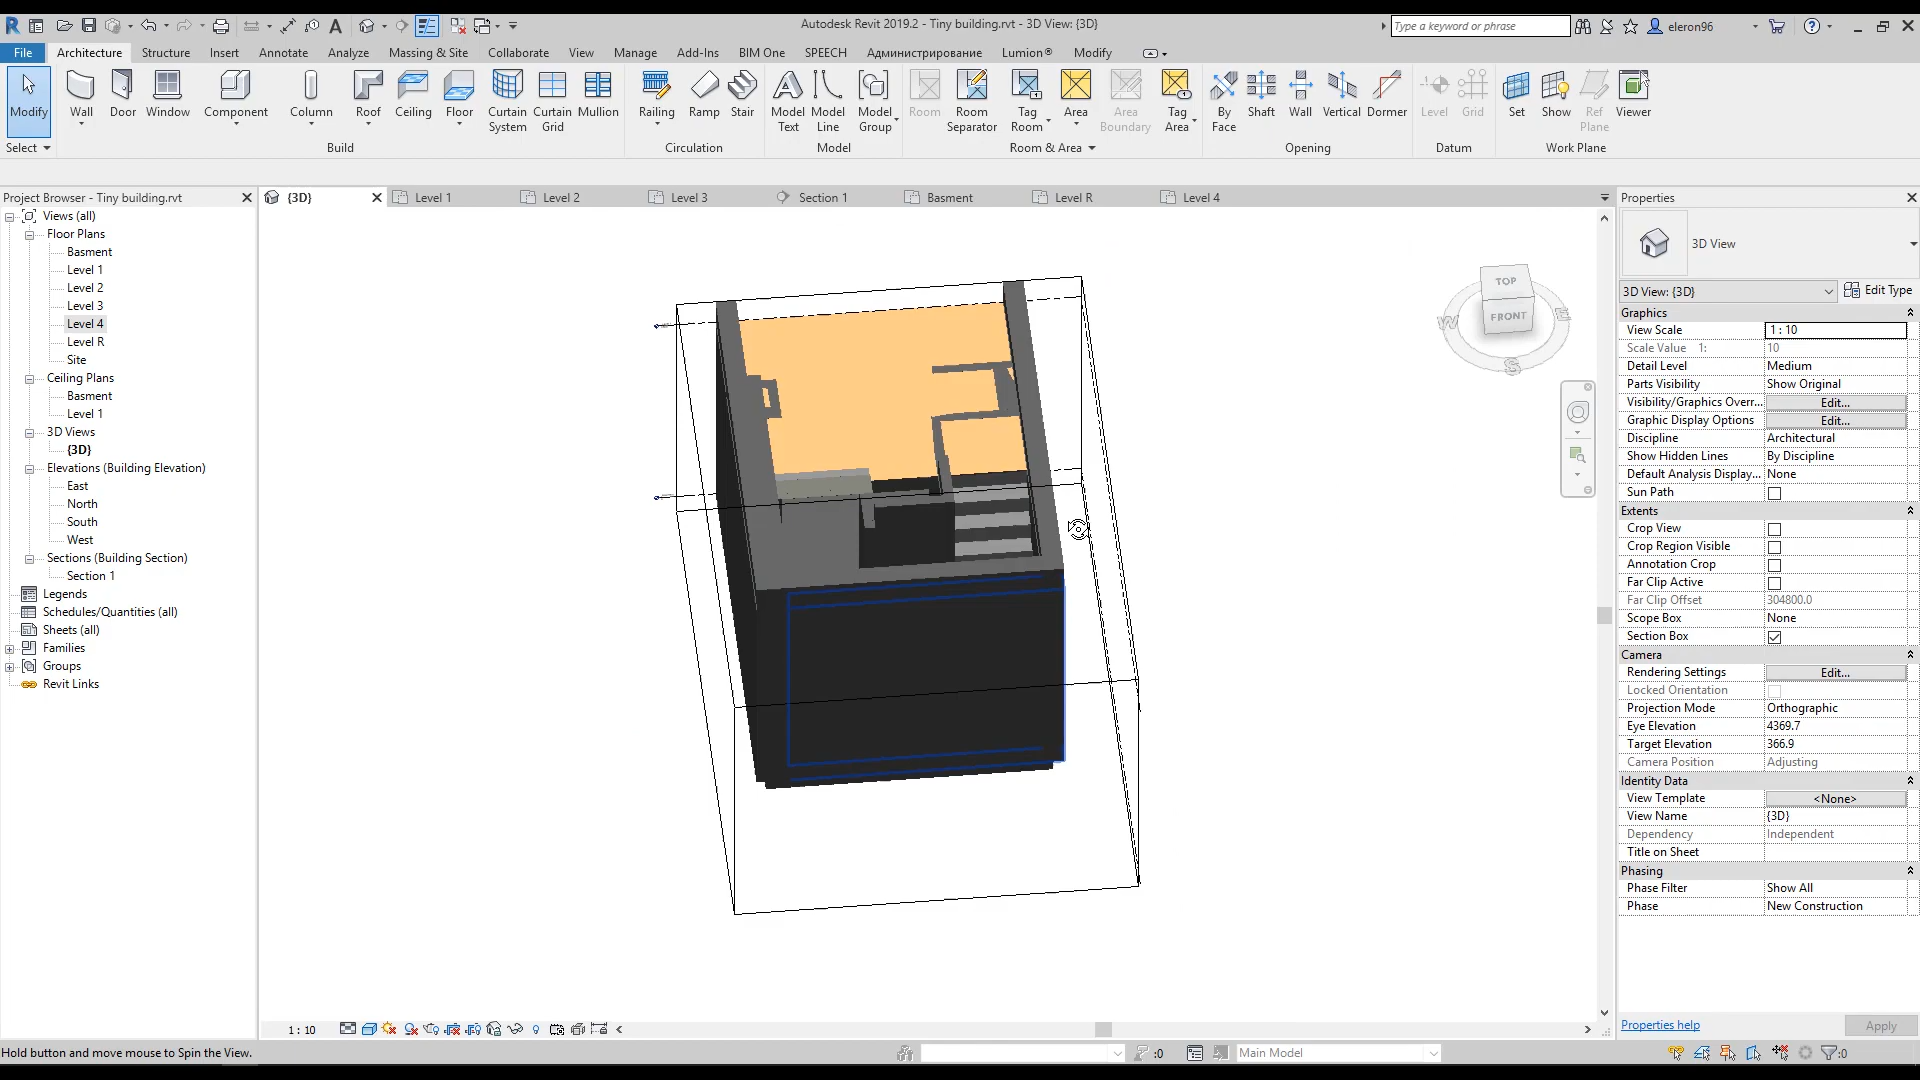 Autodesk Revit 2019.2 - Tiny building.rvt - 3D View: {3D}
Type a keyword or phrase
eleron96
File Architecture Structure Insert Annotate Analyze Massing & Site Collaborate View Manage Add-Ins BIM One SPEECH Администрирование Lumion® Modify
Modify Wall Door Window Component Column Roof Ceiling Floor Curtain System Curtain Grid Mullion Railing Ramp Stair Model Text Model Line Model Group Room Room Separator Tag Room Area Area Boundary Tag Area By Face Shaft Wall Vertical Dormer Level Grid Set Show Ref Plane Viewer
Select Build Circulation Model Room & Area Opening Datum Work Plane
Project Browser - Tiny building.rvt
Views (all)
Floor Plans
Basment
Level 1
Level 2
Level 3
Level 4
Level R
Site
Ceiling Plans
Basment
Level 1
3D Views
{3D}
Elevations (Building Elevation)
East
North
South
West
Sections (Building Section)
Section 1
Legends
Schedules/Quantities (all)
Sheets (all)
Families
Groups
Revit Links
{3D} Level 1 Level 2 Level 3 Section 1 Basment Level R Level 4
TOP
FRONT
W
E
S
1 : 10
Properties
3D View
3D View: {3D} Edit Type
Graphics
View Scale 1 : 10
Scale Value 1: 10
Detail Level Medium
Parts Visibility Show Original
Visibility/Graphics Overr... Edit...
Graphic Display Options Edit...
Discipline Architectural
Show Hidden Lines By Discipline
Default Analysis Display... None
Sun Path
Extents
Crop View
Crop Region Visible
Annotation Crop
Far Clip Active
Far Clip Offset 304800.0
Scope Box None
Section Box
Camera
Rendering Settings Edit...
Locked Orientation
Projection Mode Orthographic
Eye Elevation 4369.7
Target Elevation 366.9
Camera Position Adjusting
Identity Data
View Template <None>
View Name {3D}
Dependency Independent
Title on Sheet
Phasing
Phase Filter Show All
Phase New Construction
Properties help Apply
Hold button and move mouse to Spin the View.
:0
Main Model
:0